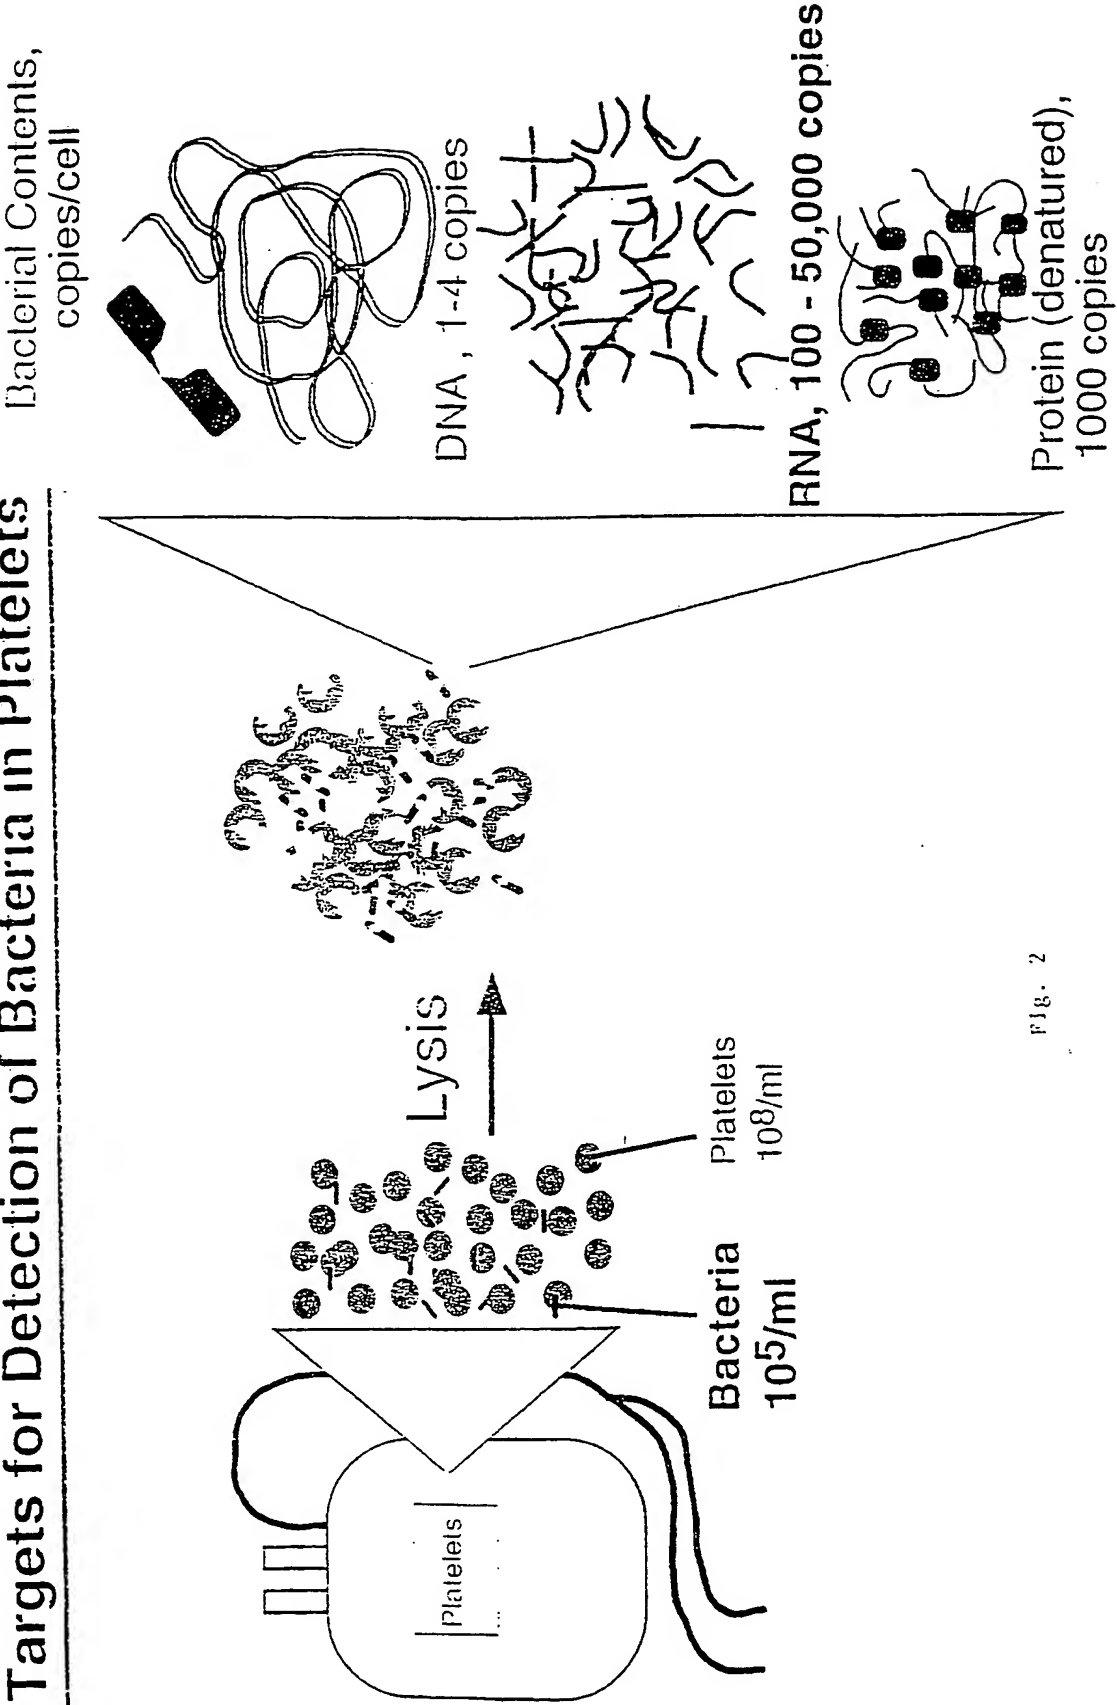 Targets for Detection of Bacteria in Platelets
Platelets
Bacteria
10⁵/ml
Platelets
10⁸/ml
Lysis
Bacterial Contents,
copies/cell
DNA, 1-4 copies
RNA, 100 - 50,000 copies
Protein (denatured),
1000 copies
Fig. 2